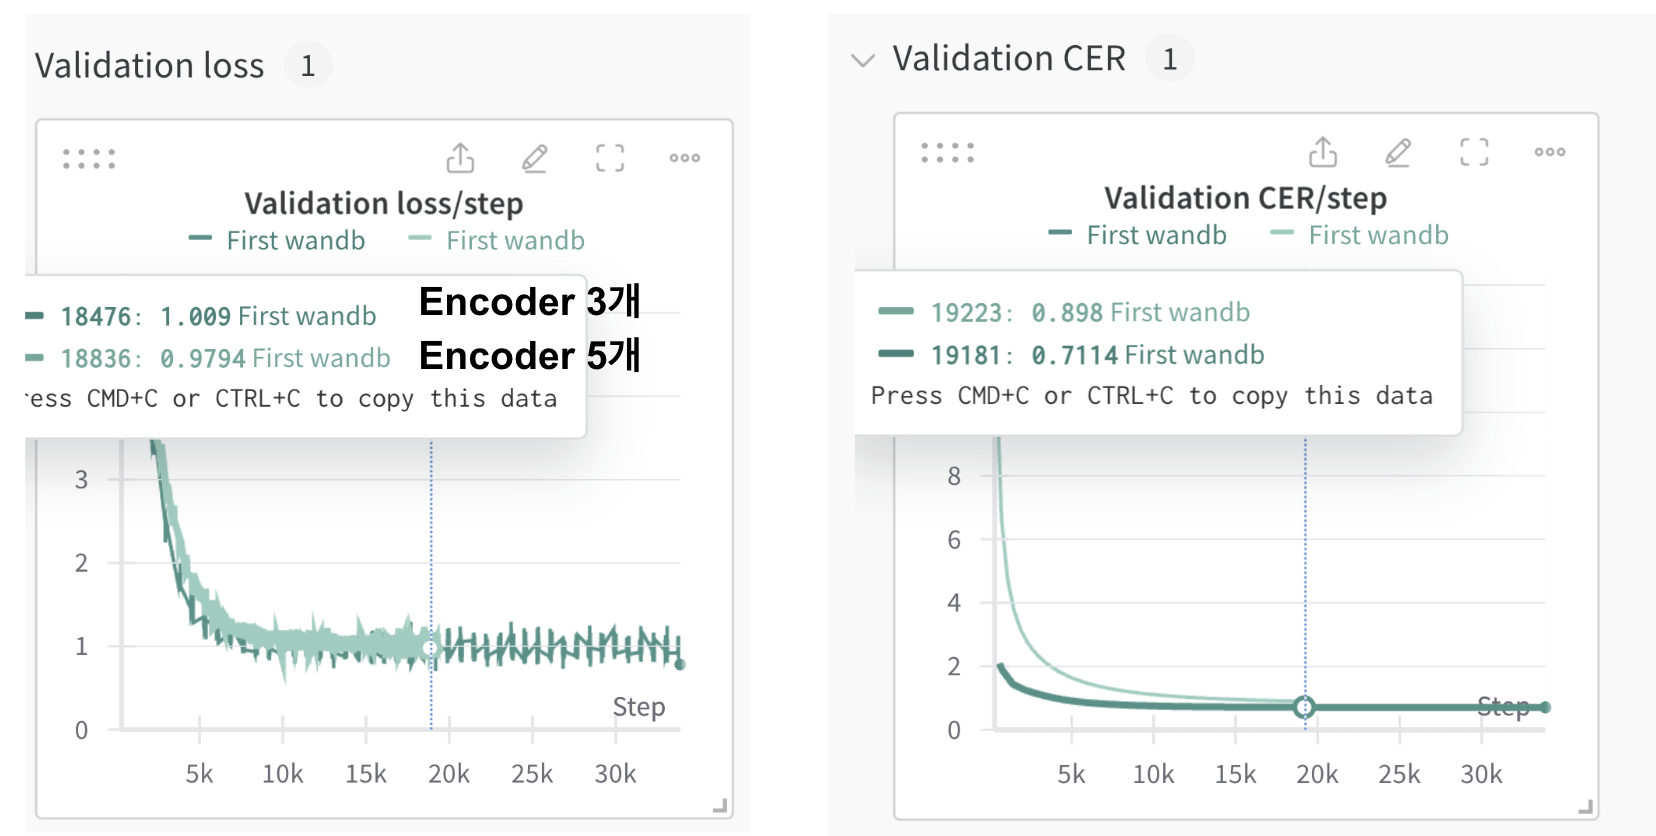 Validation loss 1
Validation loss/step
First wandb First wandb
18476: 1.009 First wandb Encoder 3개
18836: 0.9794 First wandb Encoder 5개
ress CMD+C or CTRL+C to copy this data
3
2
1
0
Step
5k 10k 15k 20k 25k 30k
Validation CER 1
Validation CER/step
First wandb First wandb
19223: 0.898 First wandb
19181: 0.7114 First wandb
Press CMD+C or CTRL+C to copy this data
8
6
4
2
0
Step
5k 10k 15k 20k 25k 30k